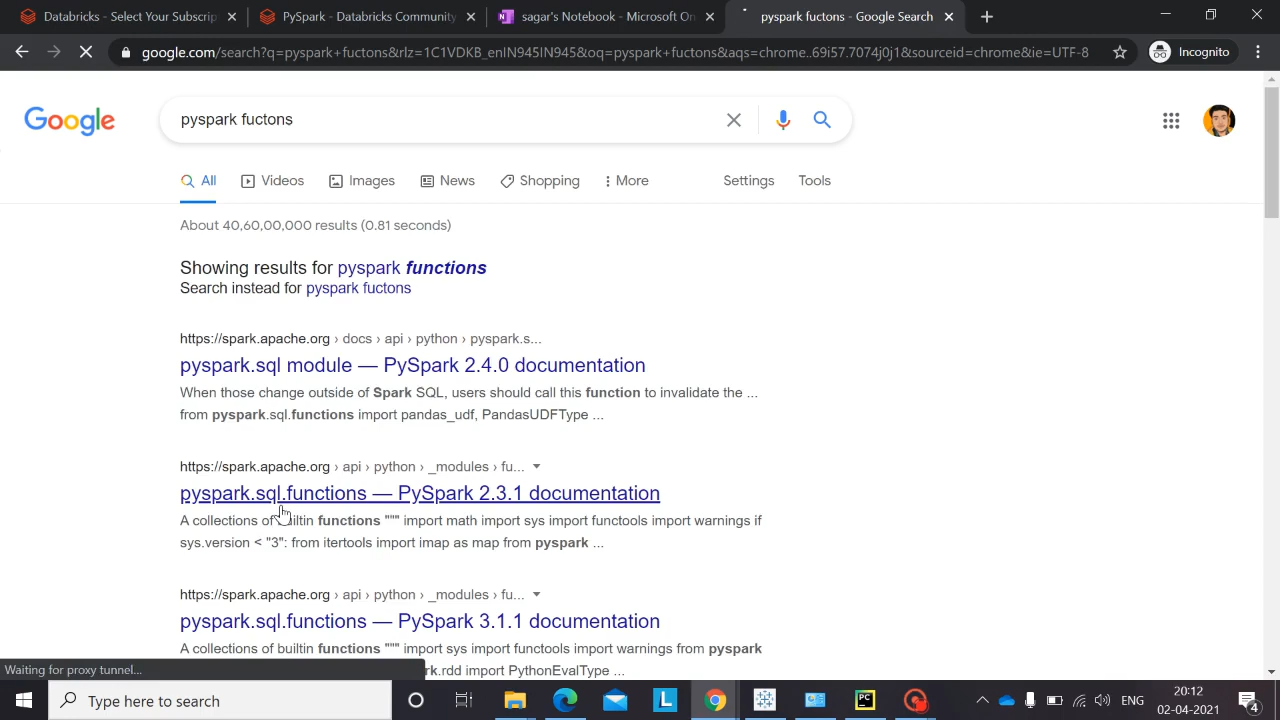 Databricks - Select Your Subscrip
PySpark - Databricks Community
sagar's Notebook - Microsoft On
pyspark fuctons - Google Search
google.com/search?q=pyspark+fuctons&rlz=1C1VDKB_enIN945IN945&oq=pyspark+fuctons&aqs=chrome..69i57.7074j0j1&sourceid=chrome&ie=UTF-8
Incognito
Google
pyspark fuctons
All
Videos
Images
News
Shopping
More
Settings
Tools
About 40,60,00,000 results (0.81 seconds)
Showing results for pyspark functions
Search instead for pyspark fuctons
https://spark.apache.org › docs › api › python › pyspark.s...
pyspark.sql module — PySpark 2.4.0 documentation
When those change outside of Spark SQL, users should call this function to invalidate the ...
from pyspark.sql.functions import pandas_udf, PandasUDFType ...
https://spark.apache.org › api › python › _modules › fu...
pyspark.sql.functions — PySpark 2.3.1 documentation
A collections of builtin functions """ import math import sys import functools import warnings if
sys.version < "3": from itertools import imap as map from pyspark ...
https://spark.apache.org › api › python › _modules › fu...
pyspark.sql.functions — PySpark 3.1.1 documentation
A collections of builtin functions """ import sys import functools import warnings from pyspark
rk.rdd import PythonEvalType ...
Waiting for proxy tunnel...
Type here to search
L
PC
ENG
20:12
02-04-2021
4